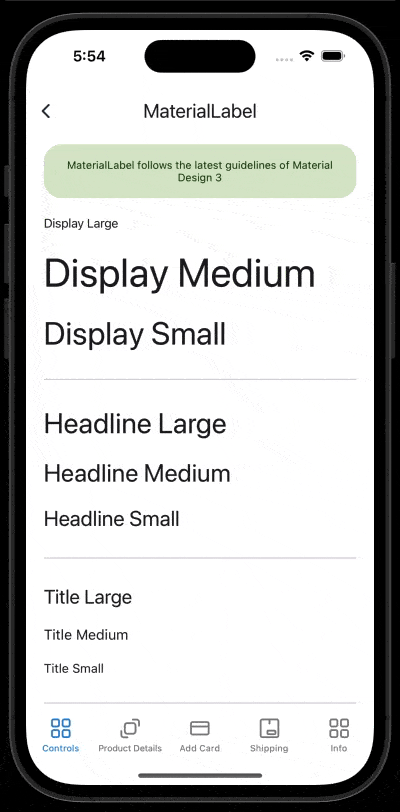 5:54
MaterialLabel
MaterialLabel follows the latest guidelines of Material
Design 3
Display Large
Display Medium
Display Small
Headline Large
Headline Medium
Headline Small
Title Large
Title Medium
Title Small
Controls
Product Details
Add Card
Shipping
Info